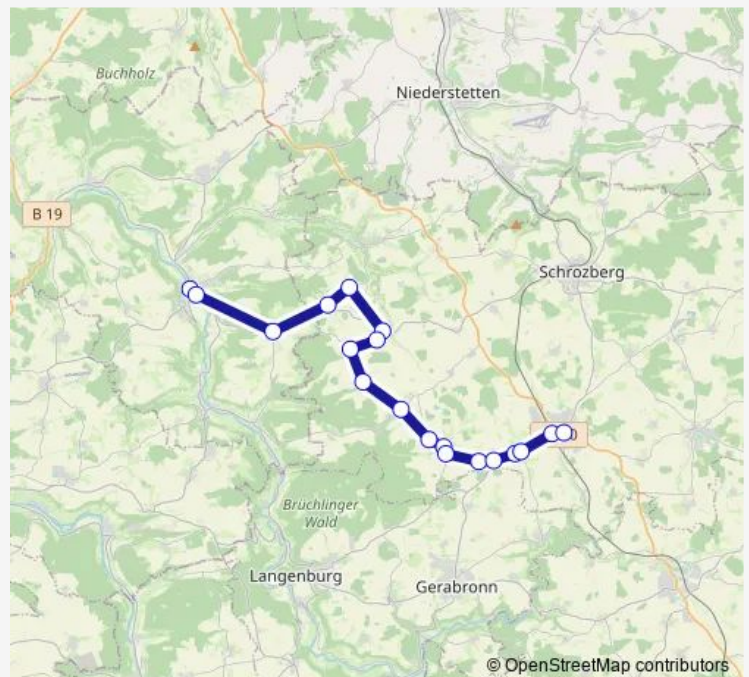 Buchholz
Niederstetten
B 19
Schrozberg
Brüchlinger
Wald
Langenburg
Gerabronn
© OpenStreetMap contributors